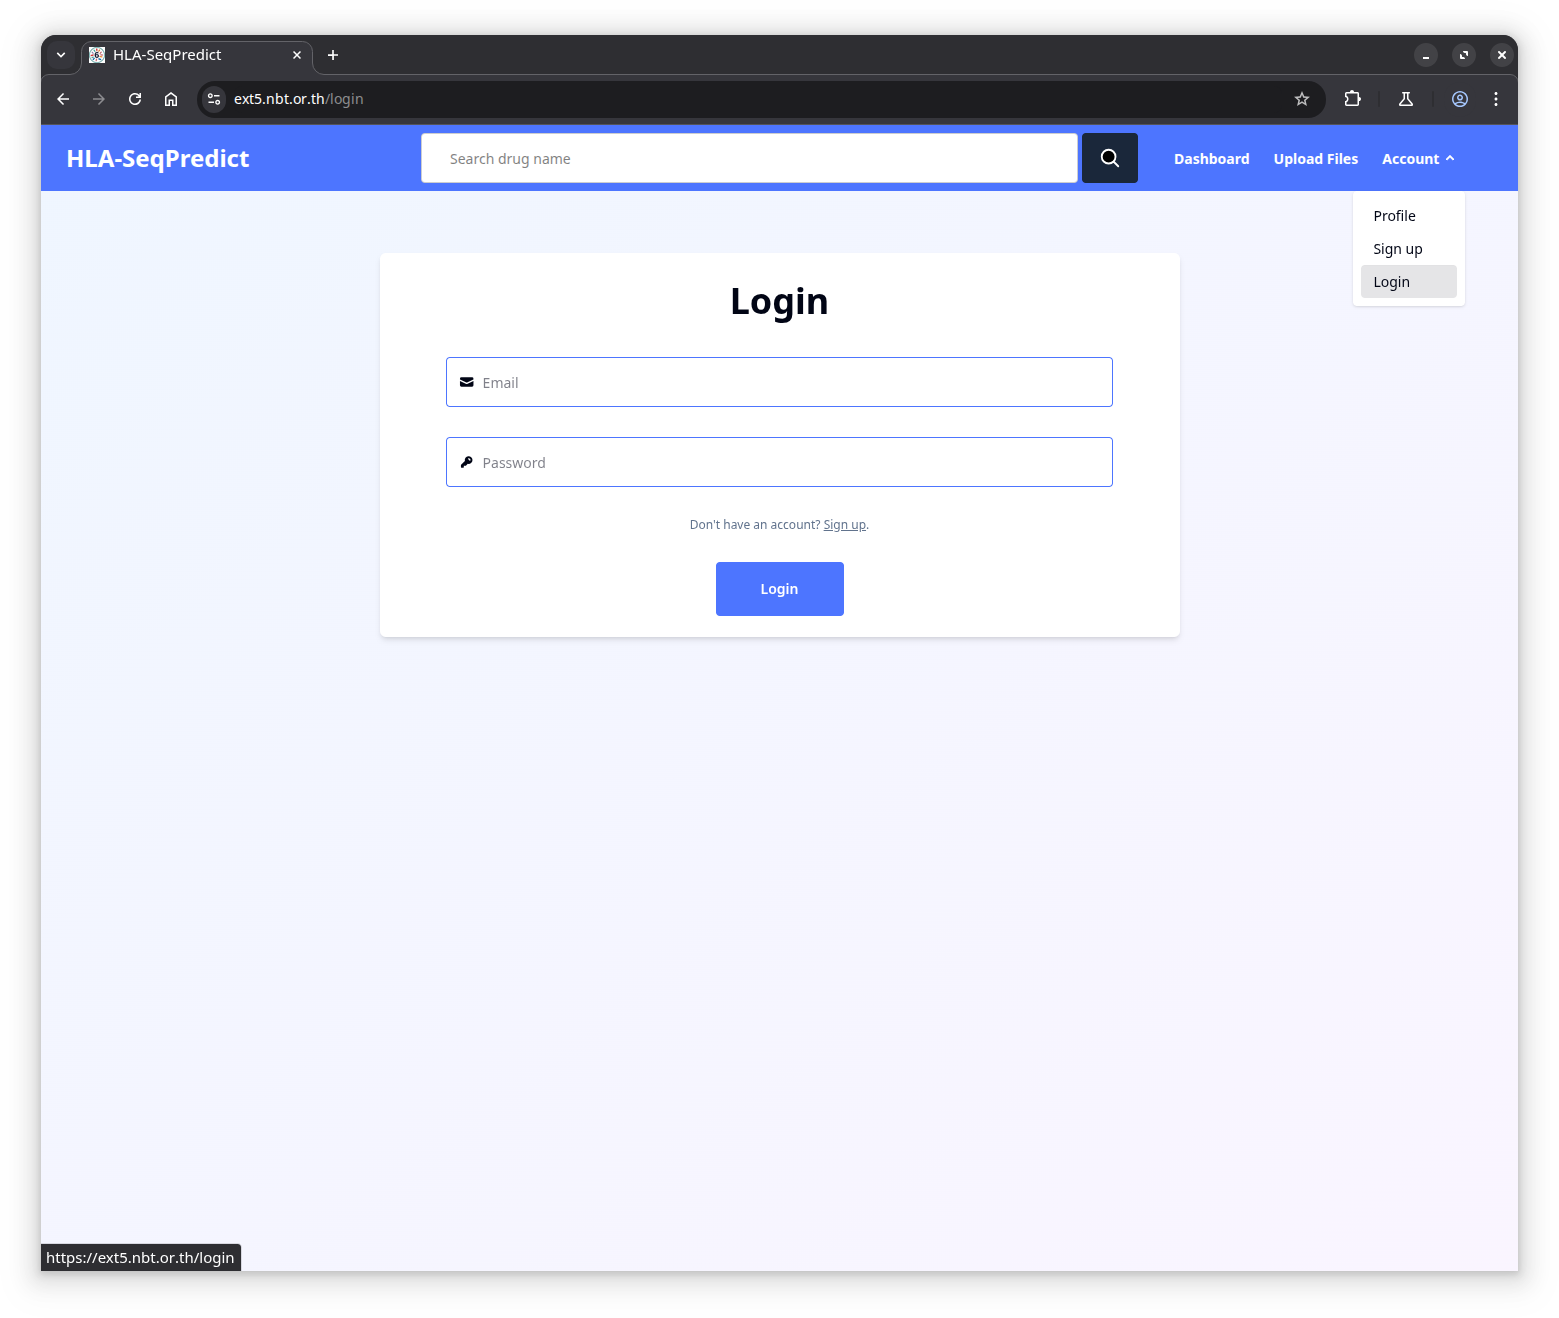 HLA-SeqPredict
ext5.nbt.or.th/login
HLA-SeqPredict
Search drug name
Dashboard
Upload Files
Account
Profile
Sign up
Login
Login
Email
Password
Don't have an account? Sign up.
Login
https://ext5.nbt.or.th/login